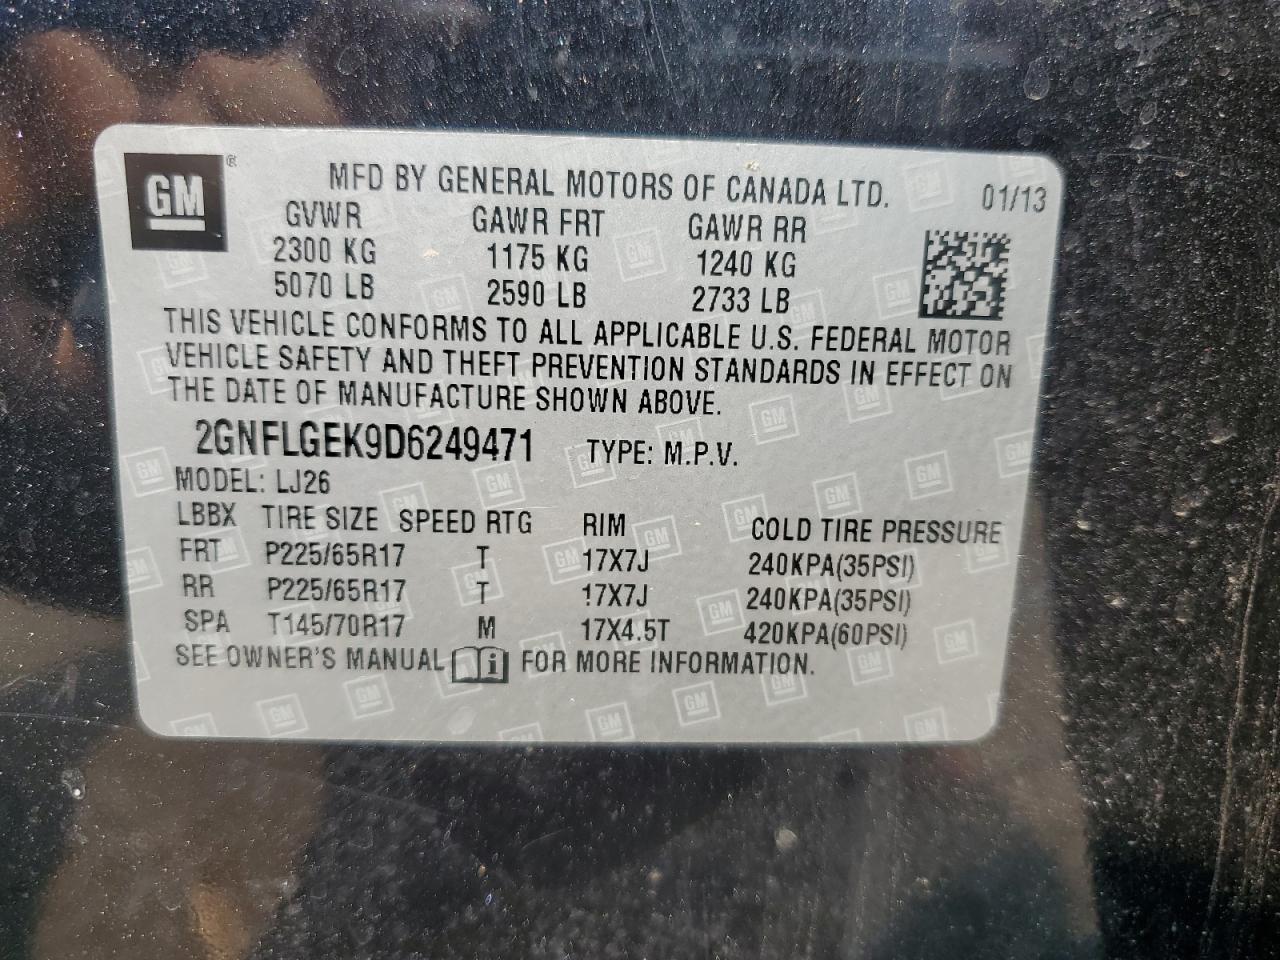 GM ®
MFD BY GENERAL MOTORS OF CANADA LTD. 01/13
GVWR GAWR FRT GAWR RR
2300 KG 1175 KG 1240 KG
5070 LB 2590 LB 2733 LB
THIS VEHICLE CONFORMS TO ALL APPLICABLE U.S. FEDERAL MOTOR
VEHICLE SAFETY AND THEFT PREVENTION STANDARDS IN EFFECT ON
THE DATE OF MANUFACTURE SHOWN ABOVE.
2GNFLGEK9D6249471 TYPE: M.P.V.
MODEL: LJ26
LBBX TIRE SIZE SPEED RTG RIM COLD TIRE PRESSURE
FRT P225/65R17 T 17X7J 240KPA(35PSI)
RR P225/65R17 T 17X7J 240KPA(35PSI)
SPA T145/70R17 M 17X4.5T 420KPA(60PSI)
SEE OWNER'S MANUAL i FOR MORE INFORMATION.